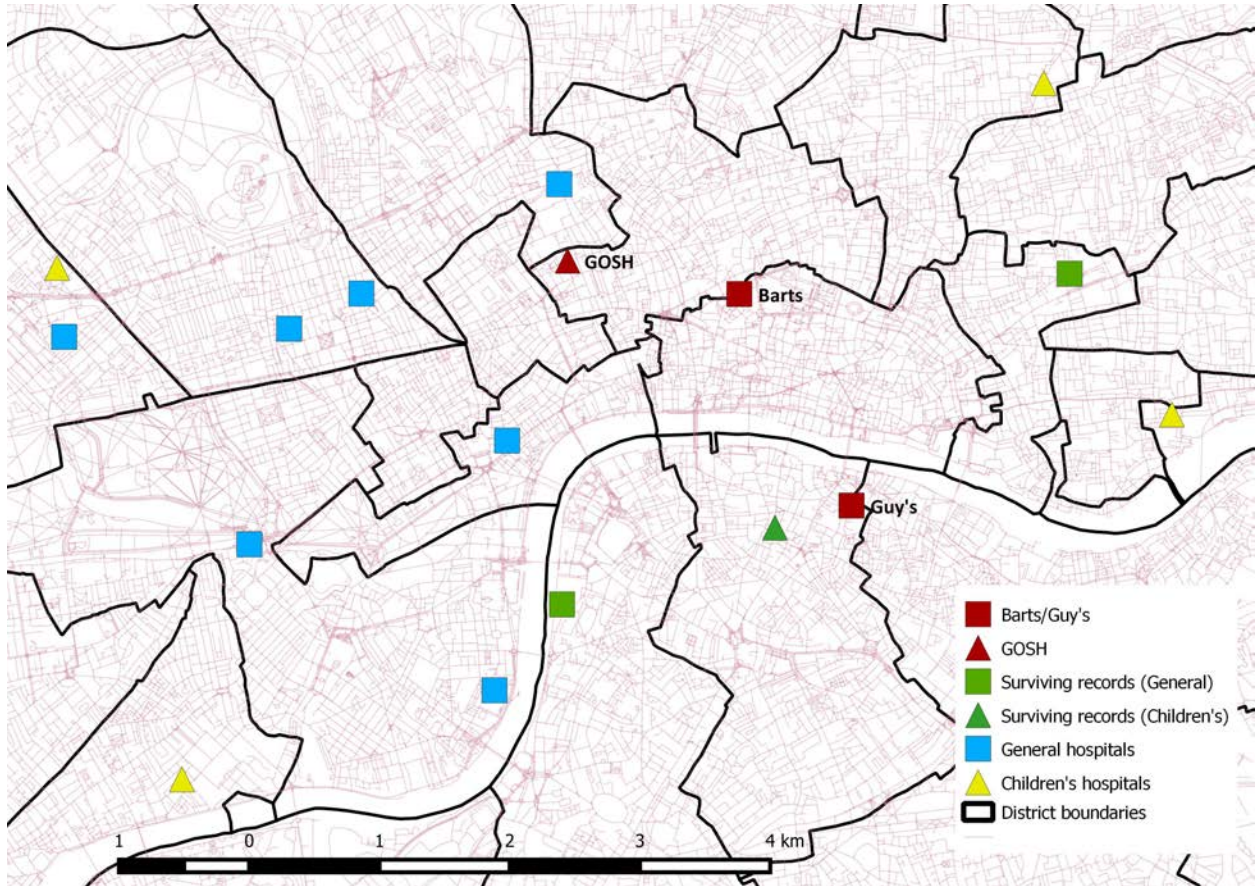 GOSH
Barts
Guy's
Barts/Guy's
GOSH
Surviving records (General)
Surviving records (Children's)
General hospitals
Children's hospitals
District boundaries
1 0 1 2 3 4 km